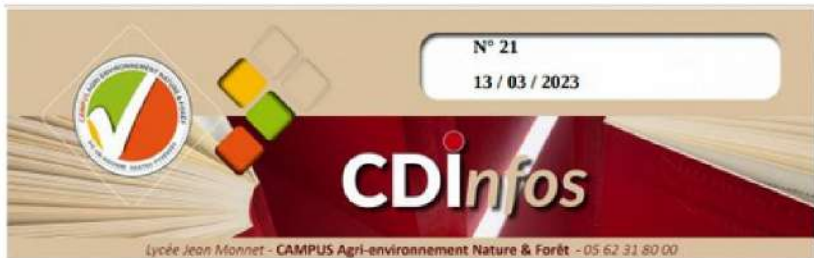 N° 21
13 / 03 / 2023
CDInfos
Lycée Jean Monnet - CAMPUS Agri-environnement Nature & Forêt - 05 62 31 80 00